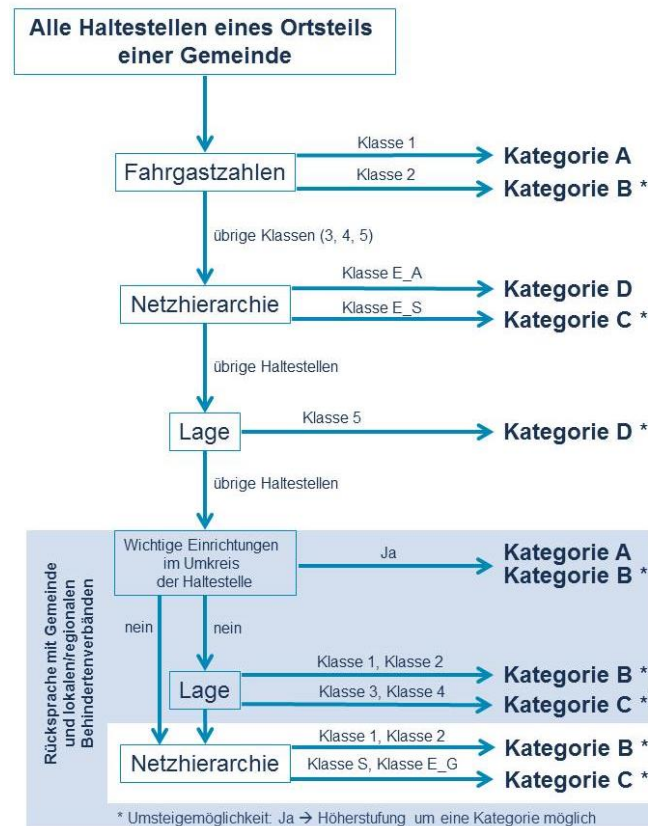 Alle Haltestellen eines Ortsteils
einer Gemeinde
Klasse 1
Kategorie A
Fahrgastzahlen
Klasse 2
Kategorie B *
übrige Klassen (3, 4, 5)
Klasse E_A
Kategorie D
Netzhierarchie
Klasse E_S
Kategorie C *
übrige Haltestellen
Lage
Klasse 5
Kategorie D *
übrige Haltestellen
Rücksprache mit Gemeinde
und lokalen/regionalen
Behindertenverbänden
Wichtige Einrichtungen
im Umkreis
der Haltestelle
Ja
Kategorie A
Kategorie B *
nein
nein
Klasse 1, Klasse 2
Kategorie B *
Lage
Klasse 3, Klasse 4
Kategorie C *
Klasse 1, Klasse 2
Kategorie B *
Netzhierarchie
Klasse S, Klasse E_G
Kategorie C *
* Umsteigemöglichkeit: Ja → Höherstufung um eine Kategorie möglich